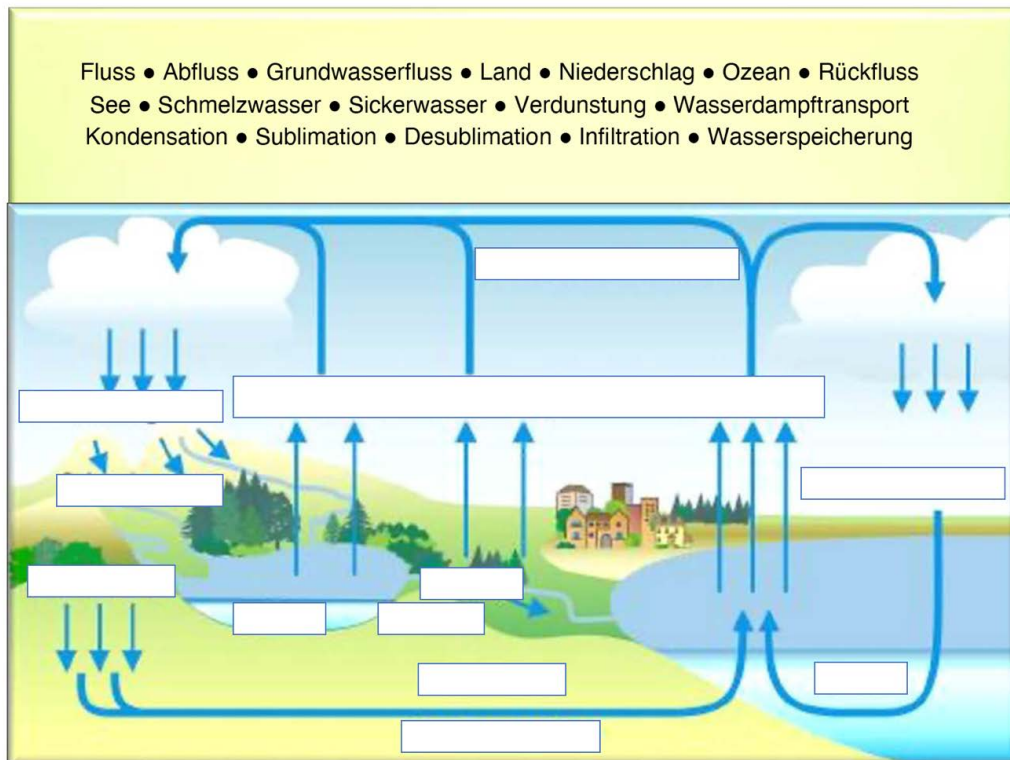 Fluss ● Abfluss ● Grundwasserfluss ● Land ● Niederschlag ● Ozean ● Rückfluss
See ● Schmelzwasser ● Sickerwasser ● Verdunstung ● Wasserdampftransport
Kondensation ● Sublimation ● Desublimation ● Infiltration ● Wasserspeicherung